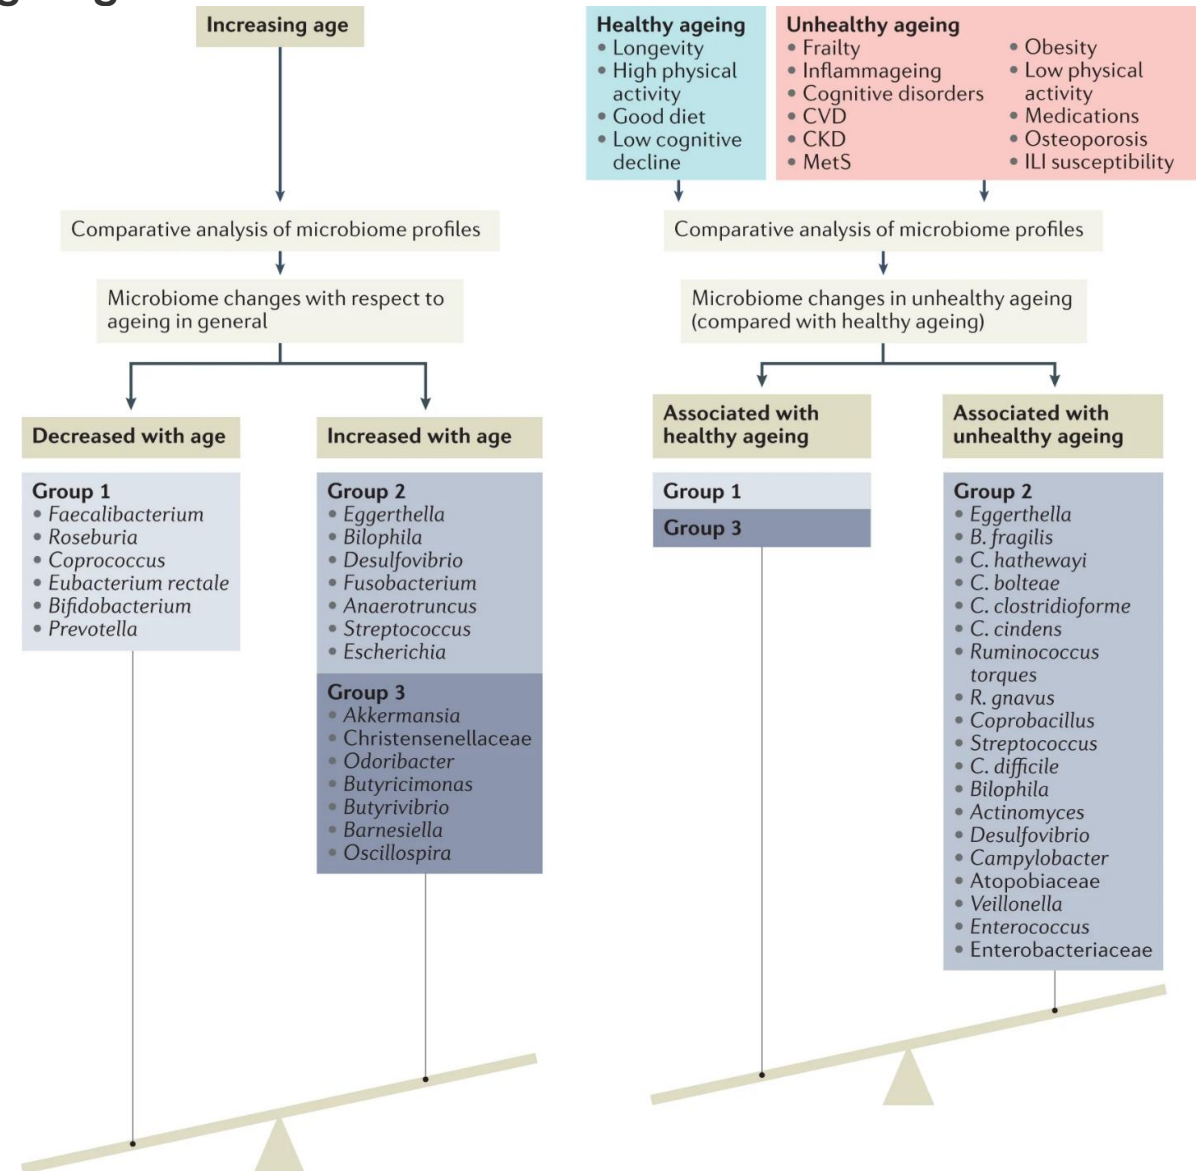 Increasing age
Comparative analysis of microbiome profiles
Microbiome changes with respect to
ageing in general
Decreased with age
Group 1
• Faecalibacterium
• Roseburia
• Coprococcus
• Eubacterium rectale
• Bifidobacterium
• Prevotella
Increased with age
Group 2
• Eggerthella
• Bilophila
• Desulfovibrio
• Fusobacterium
• Anaerotruncus
• Streptococcus
• Escherichia
Group 3
• Akkermansia
• Christensenellaceae
• Odoribacter
• Butyricimonas
• Butyrivibrio
• Barnesiella
• Oscillospira
Healthy ageing
• Longevity
• High physical
activity
• Good diet
• Low cognitive
decline
Unhealthy ageing
• Frailty
• Inflammageing
• Cognitive disorders
• CVD
• CKD
• MetS
• Obesity
• Low physical
activity
• Medications
• Osteoporosis
• ILI susceptibility
Comparative analysis of microbiome profiles
Microbiome changes in unhealthy ageing
(compared with healthy ageing)
Associated with
healthy ageing
Group 1
Group 3
Associated with
unhealthy ageing
Group 2
• Eggerthella
• B. fragilis
• C. hathewayi
• C. bolteae
• C. clostridioforme
• C. cindens
• Ruminococcus
torques
• R. gnavus
• Coprobacillus
• Streptococcus
• C. difficile
• Bilophila
• Actinomyces
• Desulfovibrio
• Campylobacter
• Atopobiaceae
• Veillonella
• Enterococcus
• Enterobacteriaceae